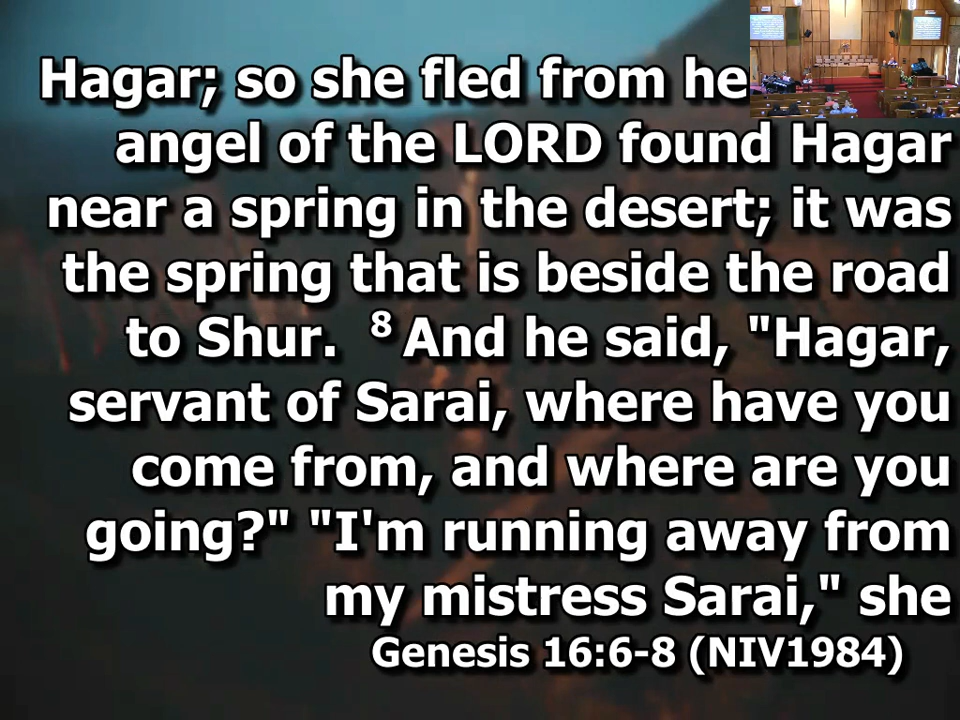 Hagar; so she fled from he
angel of the LORD found Hagar
near a spring in the desert; it was
the spring that is beside the road
to Shur. ⁸ And he said, "Hagar,
servant of Sarai, where have you
come from, and where are you
going?" "I'm running away from
my mistress Sarai," she
Genesis 16:6-8 (NIV1984)